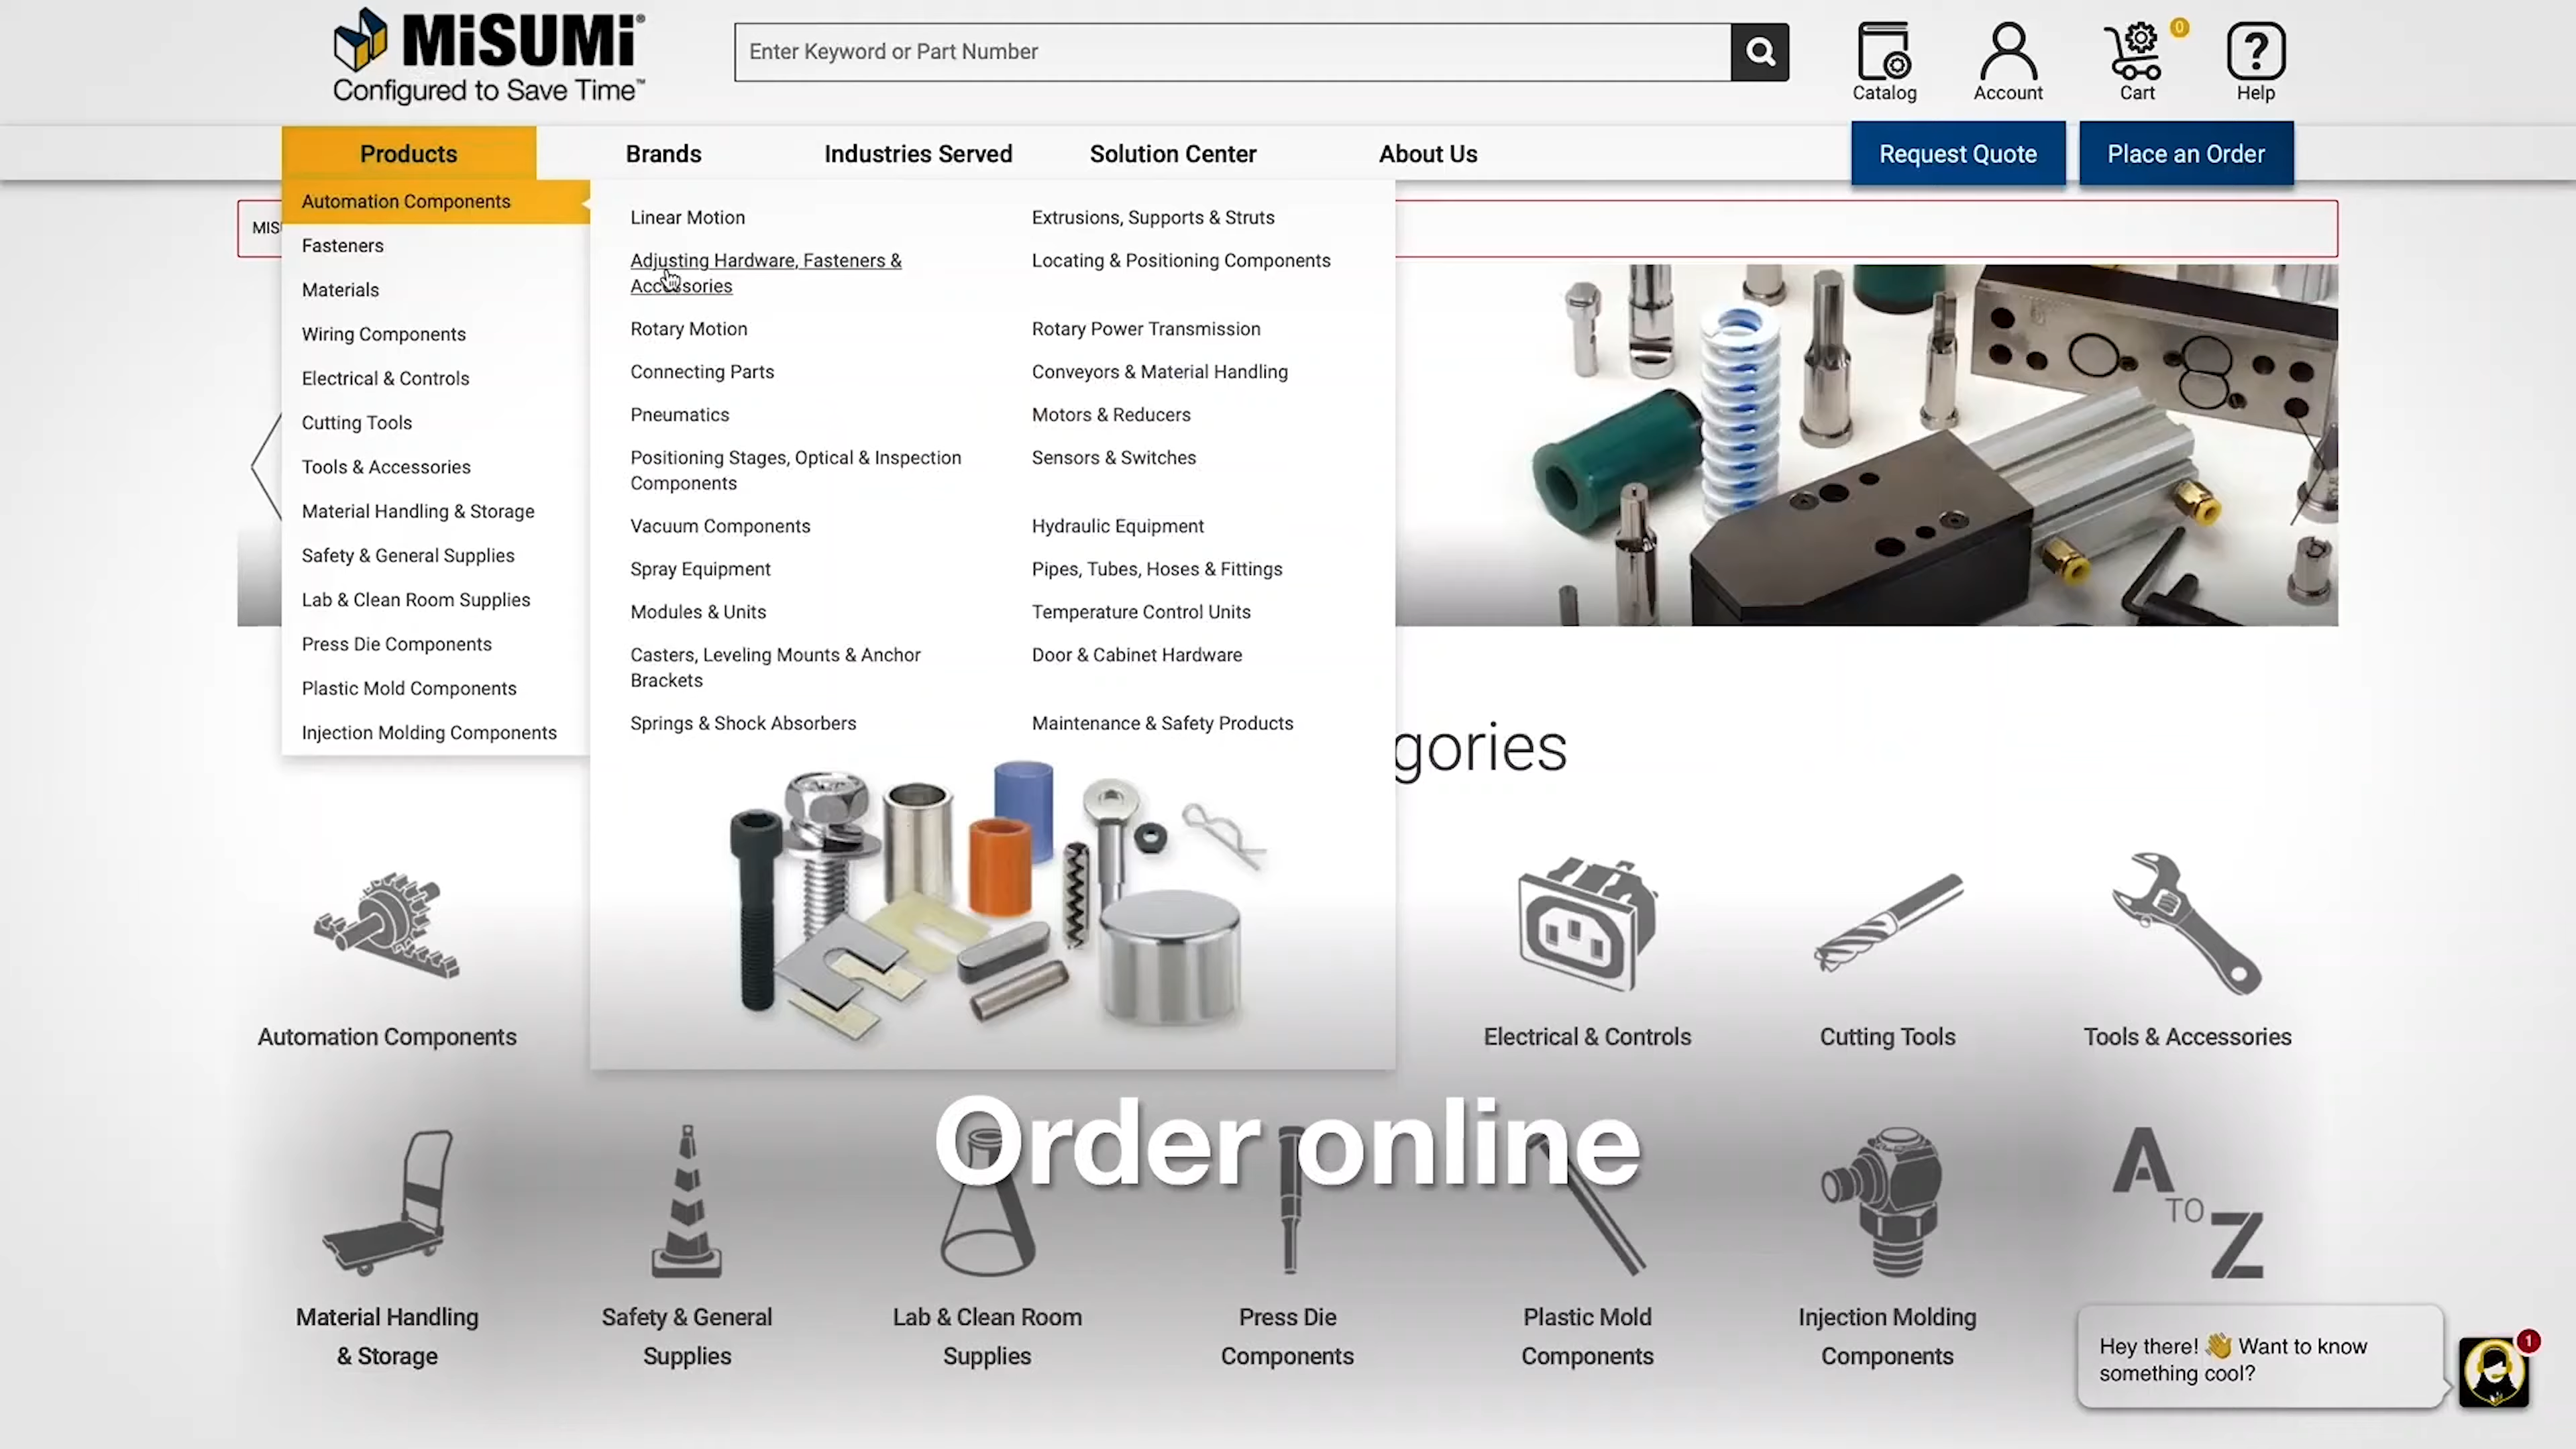 MiSUMi®
Configured to Save Time™
Enter Keyword or Part Number
Catalog
Account
0
Cart
?
Help
Products
Brands
Industries Served
Solution Center
About Us
Request Quote
Place an Order
MIS
Automation Components
Fasteners
Materials
Wiring Components
Electrical & Controls
Cutting Tools
Tools & Accessories
Material Handling & Storage
Safety & General Supplies
Lab & Clean Room Supplies
Press Die Components
Plastic Mold Components
Injection Molding Components
Linear Motion
Adjusting Hardware, Fasteners &
Accessories
Rotary Motion
Connecting Parts
Pneumatics
Positioning Stages, Optical & Inspection
Components
Vacuum Components
Spray Equipment
Modules & Units
Casters, Leveling Mounts & Anchor
Brackets
Springs & Shock Absorbers
Extrusions, Supports & Struts
Locating & Positioning Components
Rotary Power Transmission
Conveyors & Material Handling
Motors & Reducers
Sensors & Switches
Hydraulic Equipment
Pipes, Tubes, Hoses & Fittings
Temperature Control Units
Door & Cabinet Hardware
Maintenance & Safety Products
gories
Automation Components
Electrical & Controls
Cutting Tools
Tools & Accessories
Order online
A
TO
Z
Material Handling
& Storage
Safety & General
Supplies
Lab & Clean Room
Supplies
Press Die
Components
Plastic Mold
Components
Injection Molding
Components
Hey there! 👋 Want to know
something cool?
1